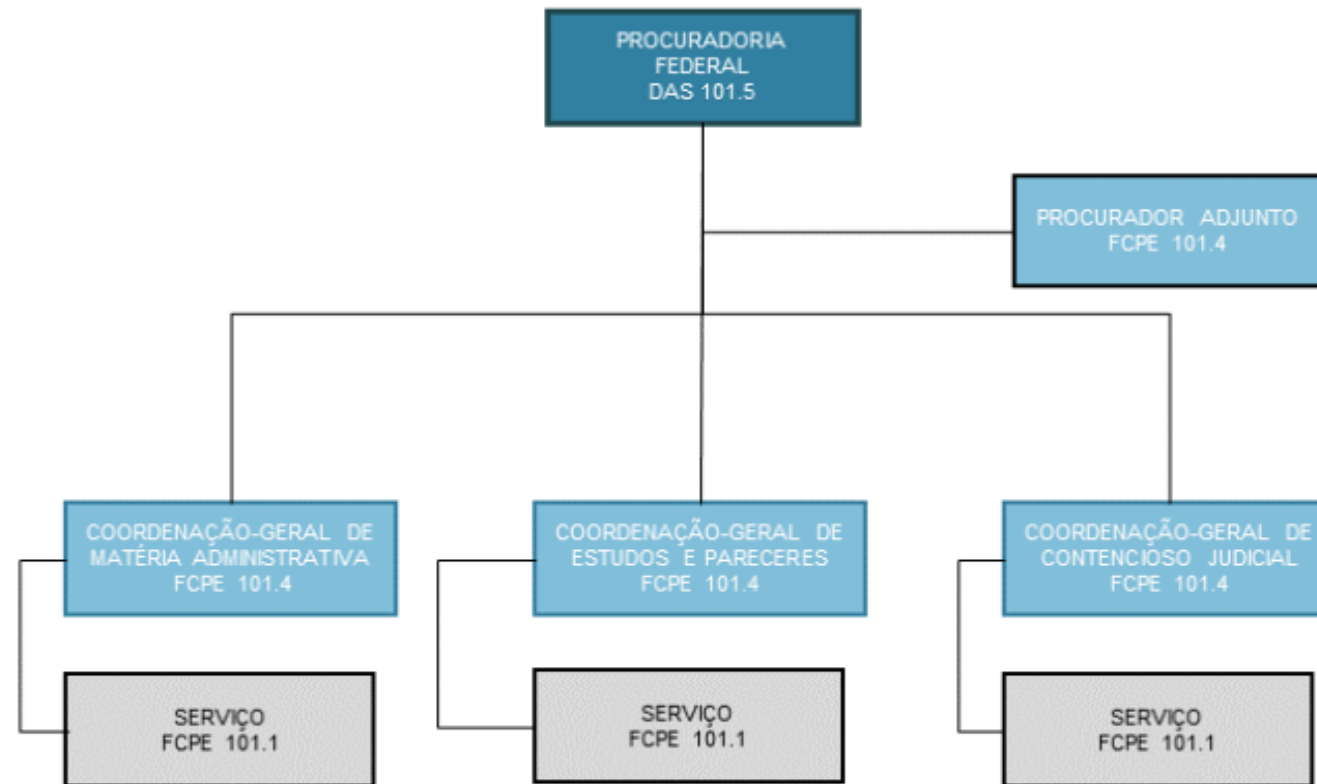 PROCURADORIA
FEDERAL
DAS 101.5
PROCURADOR ADJUNTO
FCPE 101.4
COORDENAÇÃO-GERAL DE
MATÉRIA ADMINISTRATIVA
FCPE 101.4
COORDENAÇÃO-GERAL DE
ESTUDOS E PARECERES
FCPE 101.4
COORDENAÇÃO-GERAL DE
CONTENCIOSO JUDICIAL
FCPE 101.4
SERVIÇO
FCPE 101.1
SERVIÇO
FCPE 101.1
SERVIÇO
FCPE 101.1